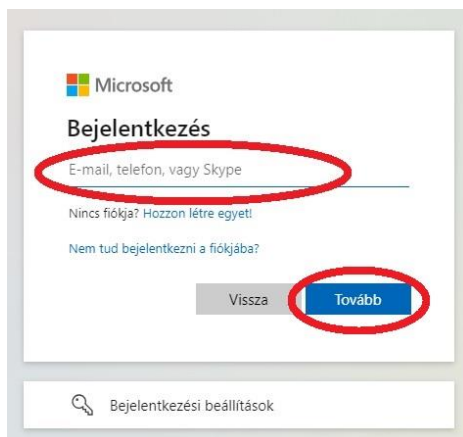 Microsoft
Bejelentkezés
E-mail, telefon, vagy Skype
Nincs fiókja? Hozzon létre egyet!
Nem tud bejelentkezni a fiókjába?
Vissza Tovább
Bejelentkezési beállítások